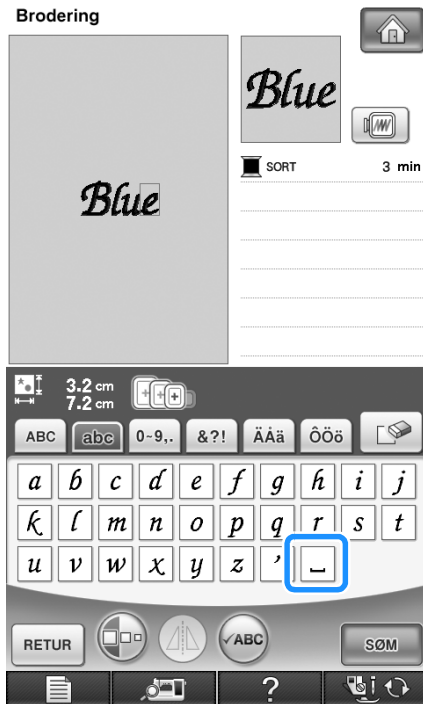 Brodering
Blue
Blue
SORT 3 min
3.2 cm
7.2 cm
ABC abc 0~9,. &?! ÄÅä ÔÖö
a b c d e f g h i j
k l m n o p q r s t
u v w x y z ' ⎵
RETUR ✓ABC SØM
?